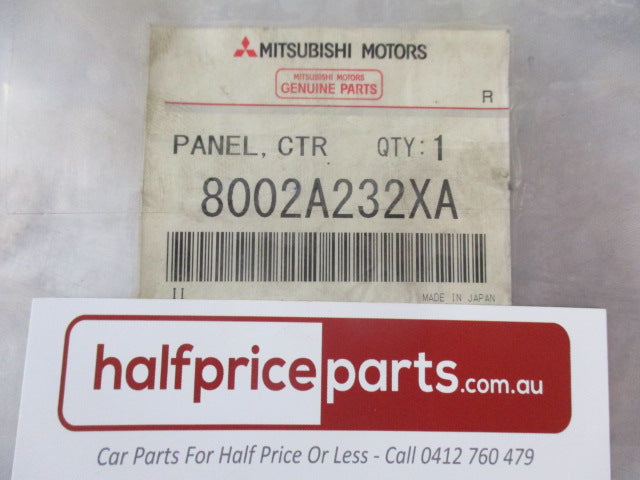 MITSUBISHI MOTORS
MITSUBISHI MOTORS
GENUINE PARTS
R
PANEL, CTR QTY: 1
8002A232XA
II MADE IN JAPAN
halfpriceparts.com.au
Car Parts For Half Price Or Less - Call 0412 760 479